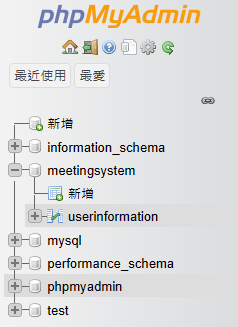 phpMyAdmin
最近使用 最愛
新增
information_schema
meetingsystem
新增
userinformation
mysql
performance_schema
phpmyadmin
test